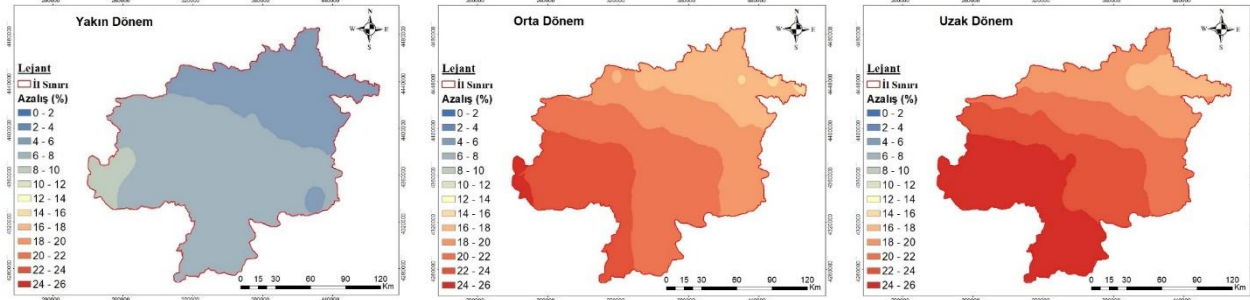 Yakın Dönem
N
W
E
S
Lejant
İl Sınırı
Azalış (%)
0 - 2
2 - 4
4 - 6
6 - 8
8 - 10
10 - 12
12 - 14
14 - 16
16 - 18
18 - 20
20 - 22
22 - 24
24 - 26
0 15 30 60 90 120
Km
Orta Dönem
N
W
E
S
Lejant
İl Sınırı
Azalış (%)
0 - 2
2 - 4
4 - 6
6 - 8
8 - 10
10 - 12
12 - 14
14 - 16
16 - 18
18 - 20
20 - 22
22 - 24
24 - 26
0 15 30 60 90 120
Km
Uzak Dönem
N
W
E
S
Lejant
İl Sınırı
Azalış (%)
0 - 2
2 - 4
4 - 6
6 - 8
8 - 10
10 - 12
12 - 14
14 - 16
16 - 18
18 - 20
20 - 22
22 - 24
24 - 26
0 15 30 60 90 120
Km